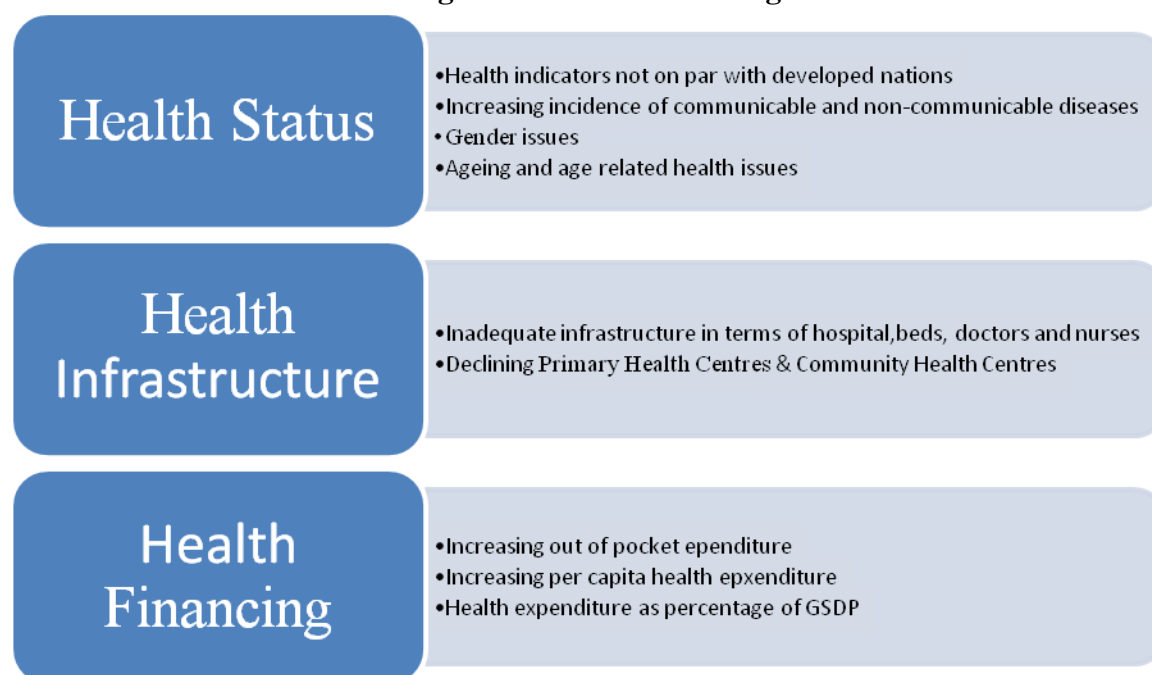 Health Status
•Health indicators not on par with developed nations
•Increasing incidence of communicable and non-communicable diseases
•Gender issues
•Ageing and age related health issues
Health
Infrastructure
•Inadequate infrastructure in terms of hospital,beds, doctors and nurses
•Declining Primary Health Centres & Community Health Centres
Health
Financing
•Increasing out of pocket ependiture
•Increasing per capita health epxenditure
•Health expenditure as percentage of GSDP